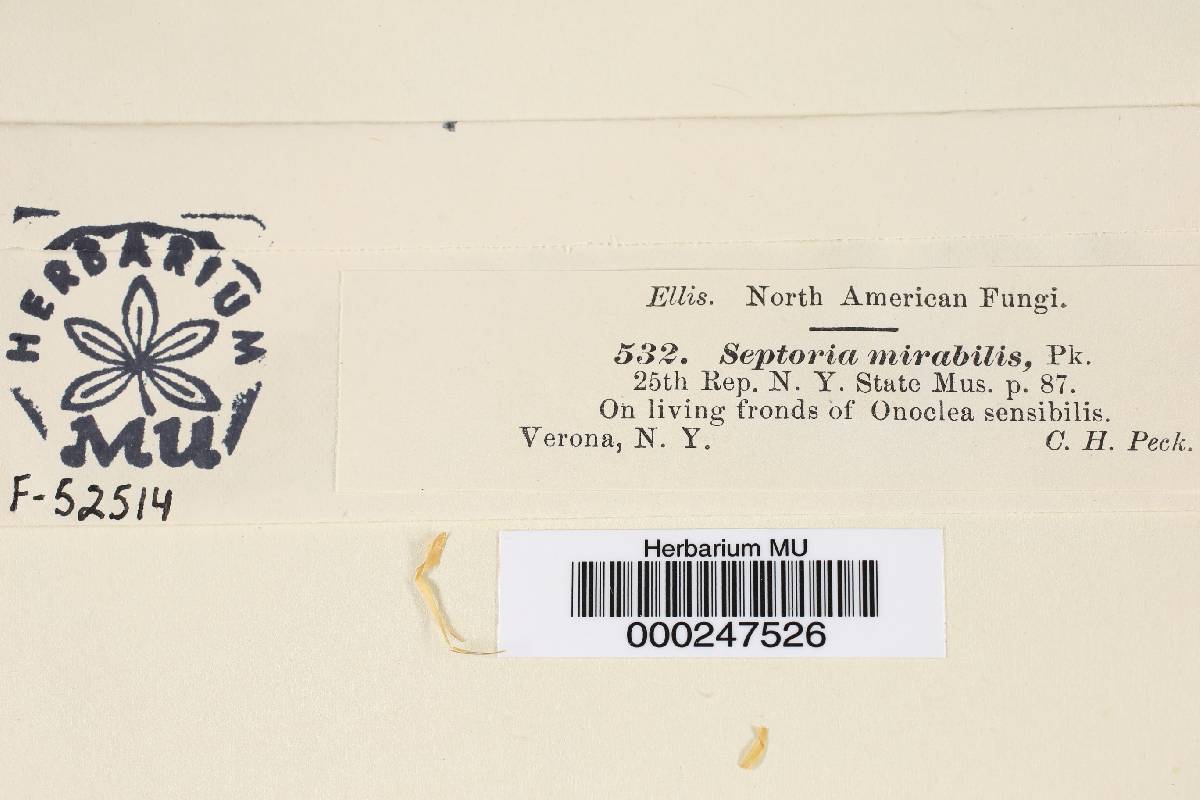 HERBARIUM
MU
F-52514
Ellis. North American Fungi.
532. Septoria mirabilis, Pk.
25th Rep. N. Y. State Mus. p. 87.
On living fronds of Onoclea sensibilis.
Verona, N. Y. C. H. Peck.
Herbarium MU
000247526